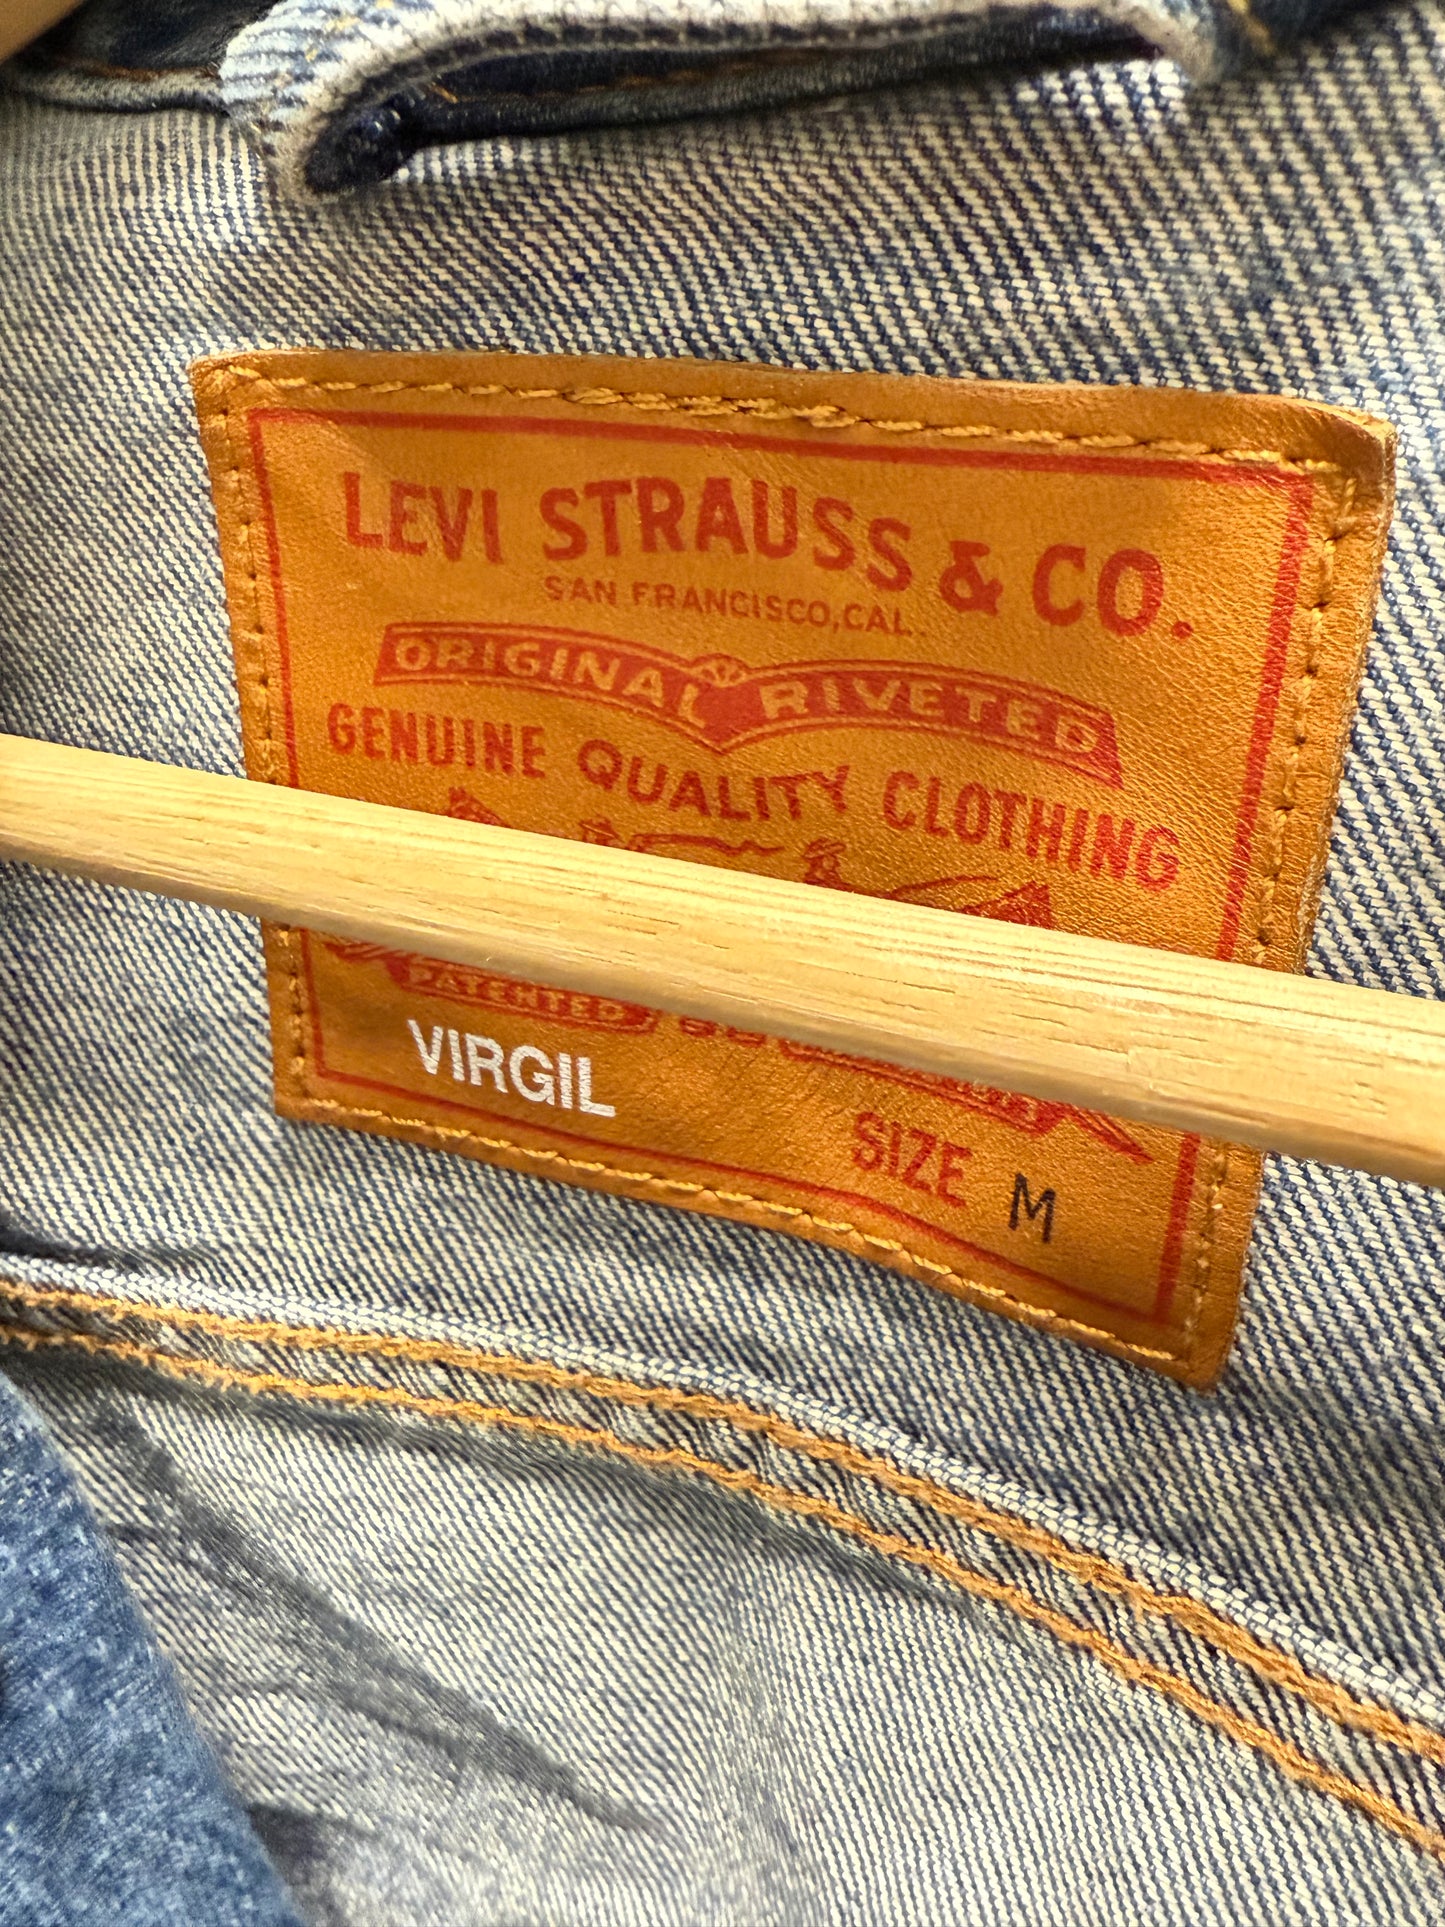 LEVI STRAUSS & CO.
SAN FRANCISCO, CAL.
ORIGINAL RIVETED
GENUINE QUALITY CLOTHING
PATENTED
VIRGIL
SIZE M